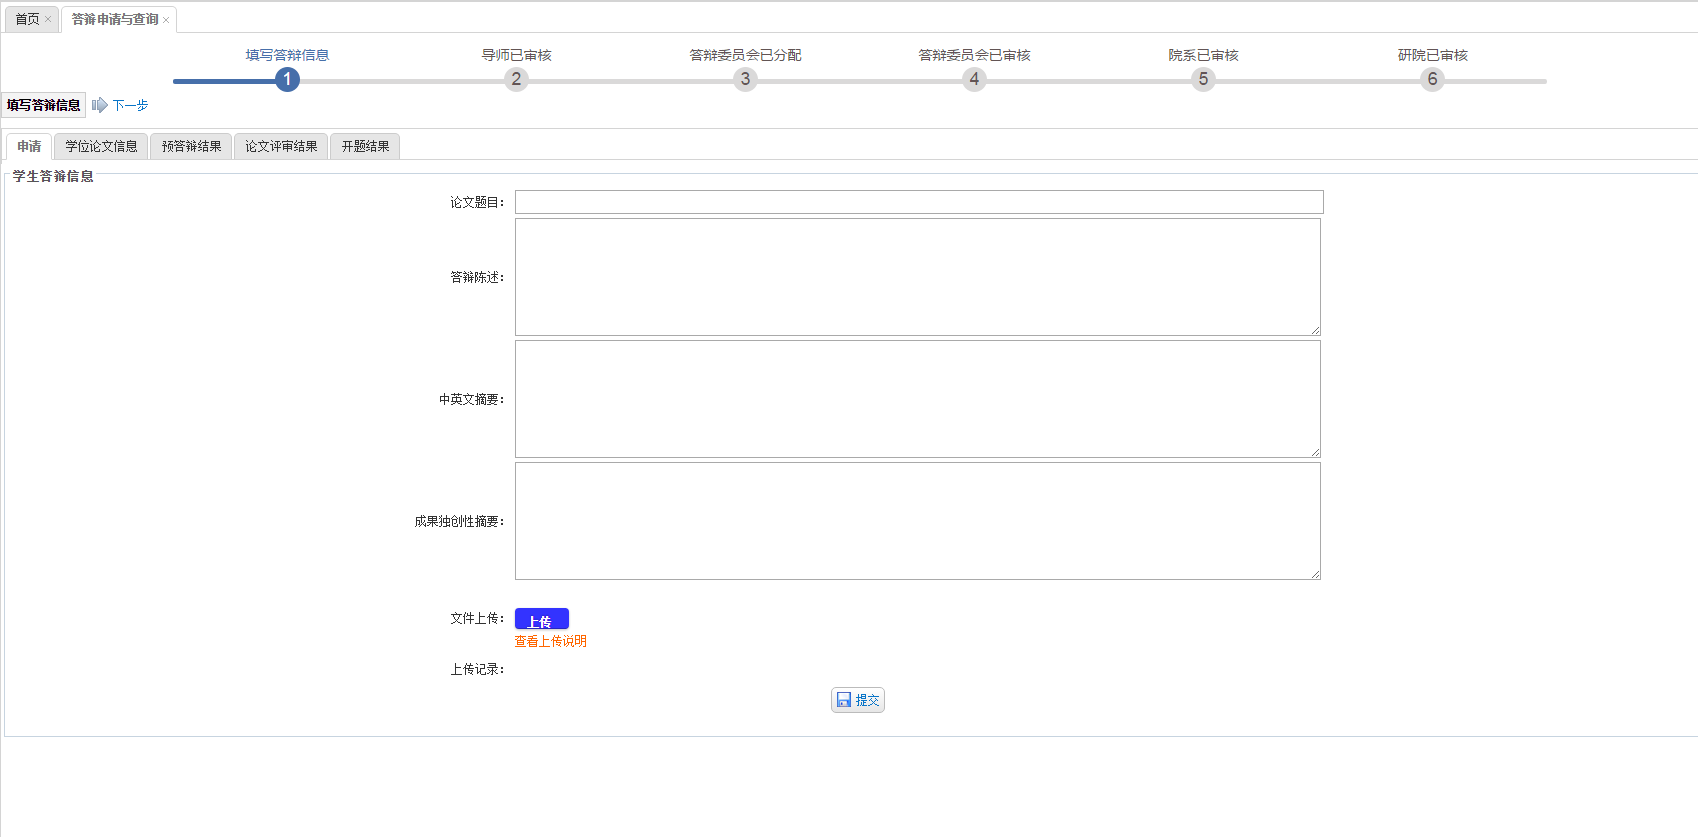 首页 ×
答辩申请与查询 ×
填写答辩信息
导师已审核
答辩委员会已分配
答辩委员会已审核
院系已审核
研院已审核
1
2
3
4
5
6
填写答辩信息
下一步
申请
学位论文信息
预答辩结果
论文评审结果
开题结果
学生答辩信息
论文题目：
答辩陈述：
中英文摘要：
成果独创性摘要：
文件上传：
上传
查看上传说明
上传记录：
提交